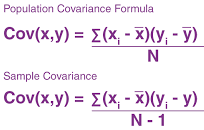 Population Covariance Formula
Cov(x,y) = ∑(xᵢ - x̅)(yᵢ - y̅)
N
Sample Covariance
Cov(x,y) = ∑(xᵢ - x̅)(yᵢ - y)
N - 1